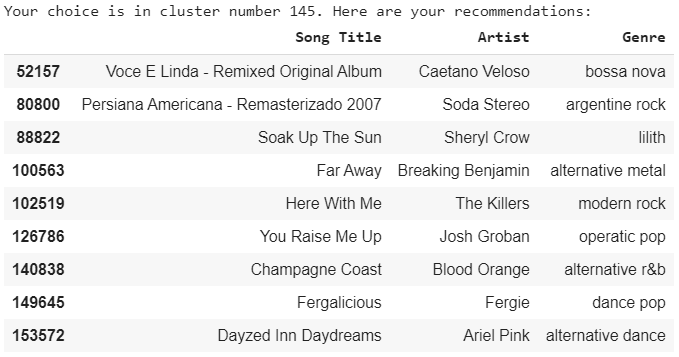 Your choice is in cluster number 145. Here are your recommendations:
Song Title Artist Genre
52157 Voce E Linda - Remixed Original Album Caetano Veloso bossa nova
80800 Persiana Americana - Remasterizado 2007 Soda Stereo argentine rock
88822 Soak Up The Sun Sheryl Crow lilith
100563 Far Away Breaking Benjamin alternative metal
102519 Here With Me The Killers modern rock
126786 You Raise Me Up Josh Groban operatic pop
140838 Champagne Coast Blood Orange alternative r&b
149645 Fergalicious Fergie dance pop
153572 Dayzed Inn Daydreams Ariel Pink alternative dance